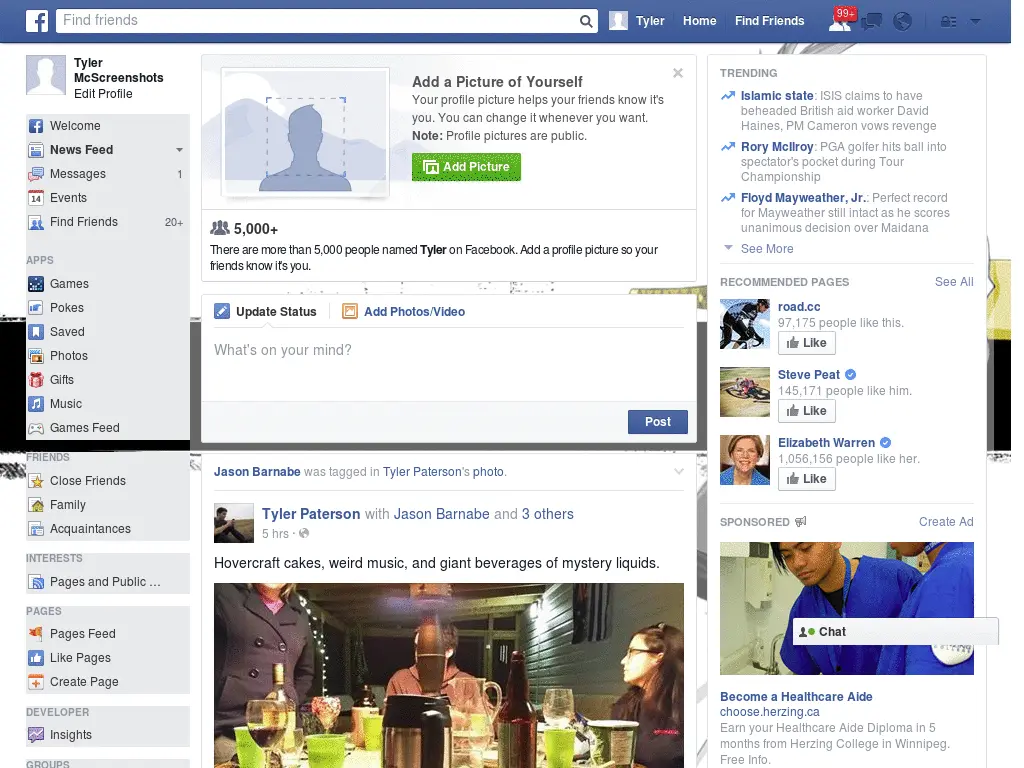 Find friends
Tyler
Home
Find Friends
99+
Tyler
McScreenshots
Edit Profile
Welcome
News Feed
Messages 1
14 Events
Find Friends 20+
APPS
Games
Pokes
Saved
Photos
Gifts
Music
Games Feed
FRIENDS
Close Friends
Family
Acquaintances
INTERESTS
Pages and Public ...
PAGES
Pages Feed
Like Pages
Create Page
DEVELOPER
Insights
GROUPS
Add a Picture of Yourself
Your profile picture helps your friends know it's
you. You can change it whenever you want.
Note: Profile pictures are public.
Add Picture
5,000+
There are more than 5,000 people named Tyler on Facebook. Add a profile picture so your
friends know it's you.
Update Status
Add Photos/Video
What's on your mind?
Post
Jason Barnabe was tagged in Tyler Paterson's photo.
Tyler Paterson with Jason Barnabe and 3 others
5 hrs ·
Hovercraft cakes, weird music, and giant beverages of mystery liquids.
TRENDING
Islamic state: ISIS claims to have
beheaded British aid worker David
Haines, PM Cameron vows revenge
Rory McIlroy: PGA golfer hits ball into
spectator's pocket during Tour
Championship
Floyd Mayweather, Jr.: Perfect record
for Mayweather still intact as he scores
unanimous decision over Maidana
See More
RECOMMENDED PAGES
See All
road.cc
97,175 people like this.
Like
Steve Peat
145,171 people like him.
Like
Elizabeth Warren
1,056,156 people like her.
Like
SPONSORED
Create Ad
Chat
Become a Healthcare Aide
choose.herzing.ca
Earn your Healthcare Aide Diploma in 5
months from Herzing College in Winnipeg.
Free Info.